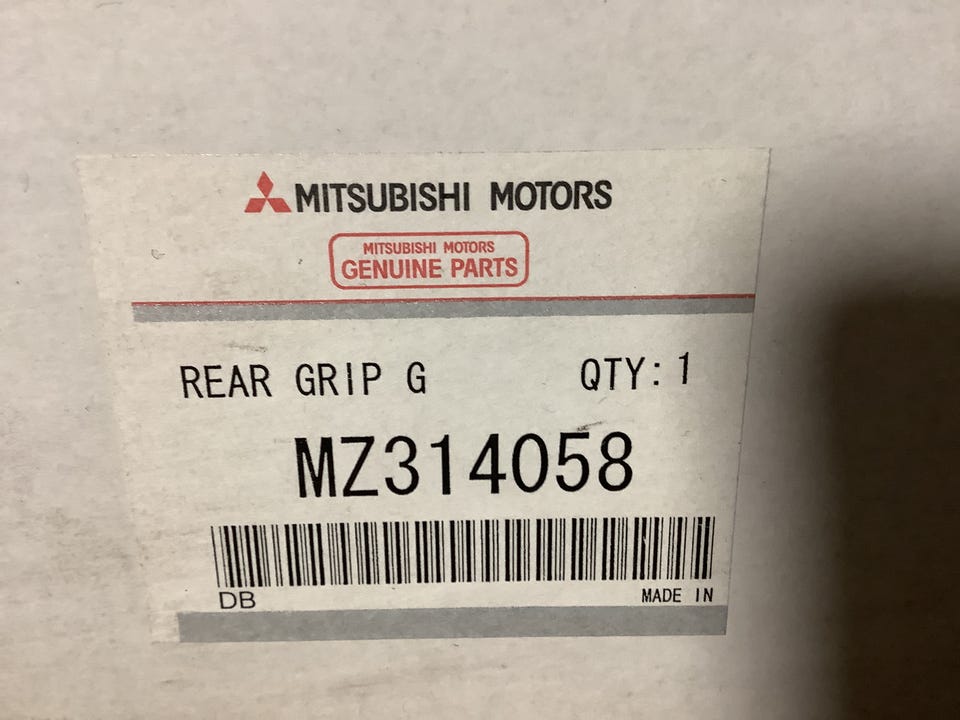 MITSUBISHI MOTORS
MITSUBISHI MOTORS
GENUINE PARTS
REAR GRIP G QTY: 1
MZ314058
DB MADE IN